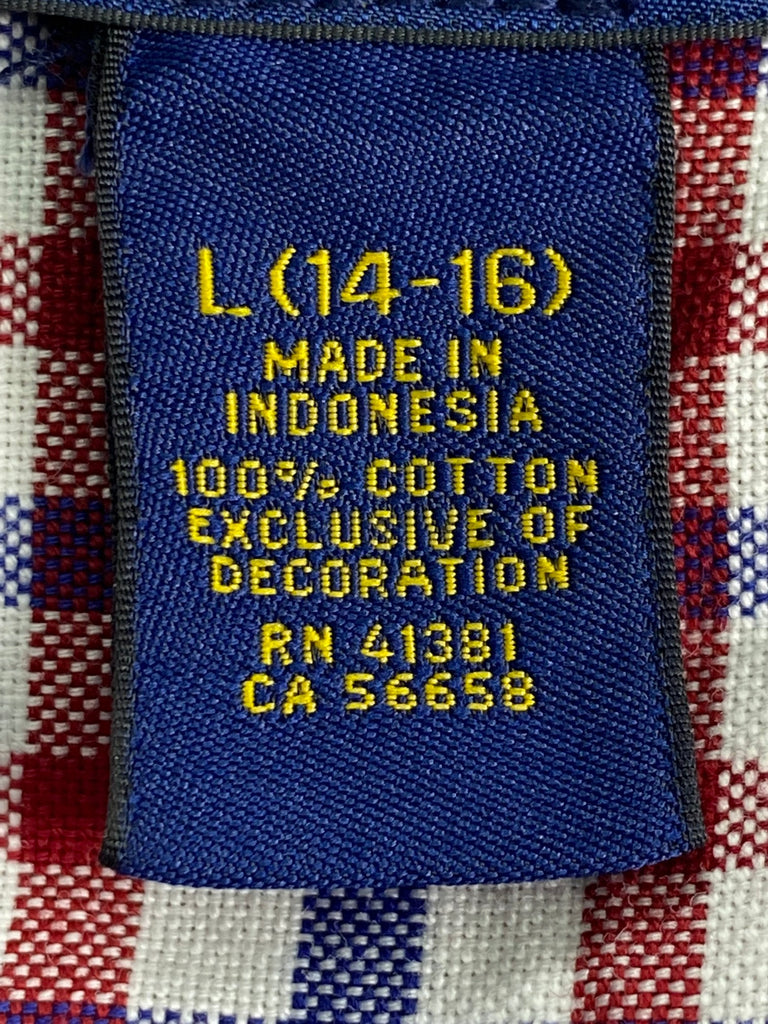 L (14-16)
MADE IN
INDONESIA
100% COTTON
EXCLUSIVE OF
DECORATION
RN 41381
CA 56658